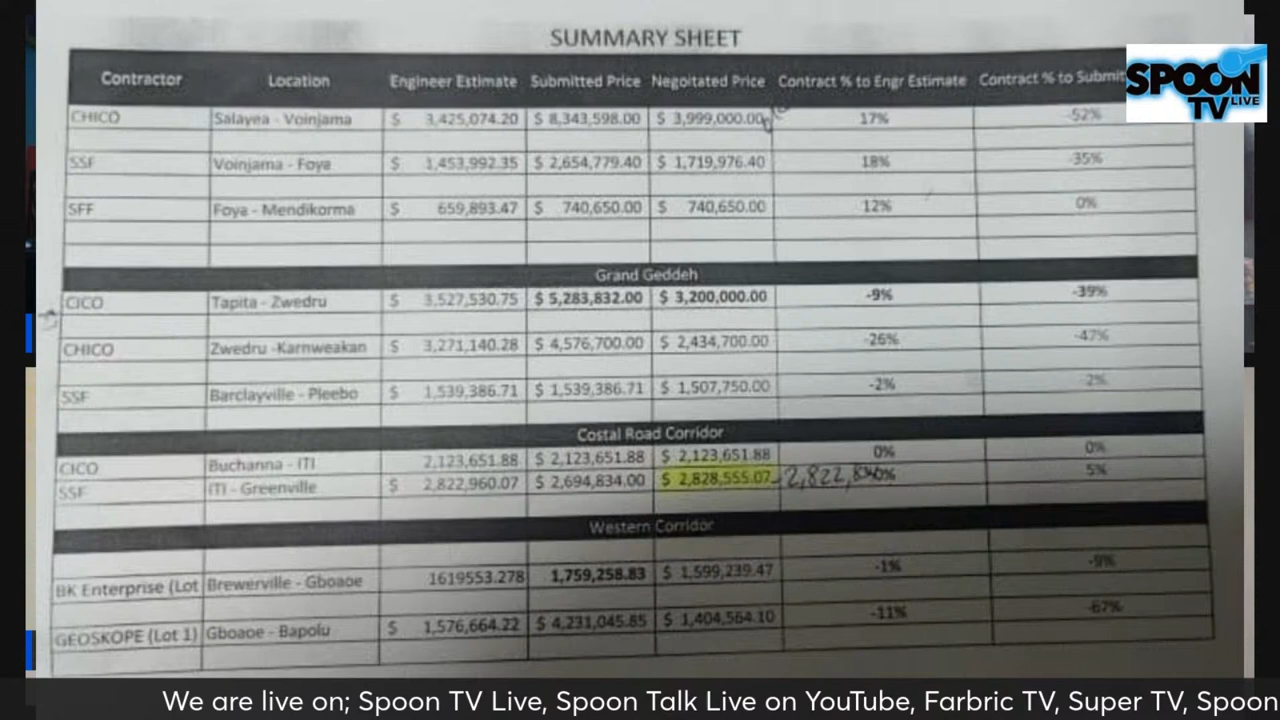 SUMMARY SHEET
Contractor Location Engineer Estimate Submitted Price Negoitated Price Contract % to Engr Estimate Contract % to Submit
SPOON
TV LIVE
CHICO Salayea - Voinjama $ 3,425,074.20 $ 8,343,598.00 $ 3,999,000.00 17% -52%
SSF Voinjama - Foya $ 1,453,992.35 $ 2,654,779.40 $ 1,719,976.40 18% -35%
SFF Foya - Mendikorma $ 659,893.47 $ 740,650.00 $ 740,650.00 12% 0%
Grand Geddeh
CICO Tapita - Zwedru $ 3,527,530.75 $ 5,283,832.00 $ 3,200,000.00 -9% -39%
CHICO Zwedru -Karnweakan $ 3,271,140.28 $ 4,576,700.00 $ 2,434,700.00 -26% -47%
SSF Barclayville - Pleebo $ 1,539,386.71 $ 1,539,386.71 $ 1,507,750.00 -2% 2%
Costal Road Corridor
CICO Buchanna - ITI 2,123,651.88 $ 2,123,651.88 $ 2,123,651.88 0% 0%
SSF ITI - Greenville $ 2,822,960.07 $ 2,694,834.00 $ 2,828,555.07 5%
Western Corridor
BK Enterprise (Lot Brewerville - Gboaoe 1619553.278 1,759,258.83 $ 1,599,239.47 -1% -9%
GEOSKOPE (Lot 1) Gboaoe - Bapolu $ 1,576,664.22 $ 4,231,045.85 $ 1,404,564.10 -11% -67%
We are live on; Spoon TV Live, Spoon Talk Live on YouTube, Farbric TV, Super TV, Spoon